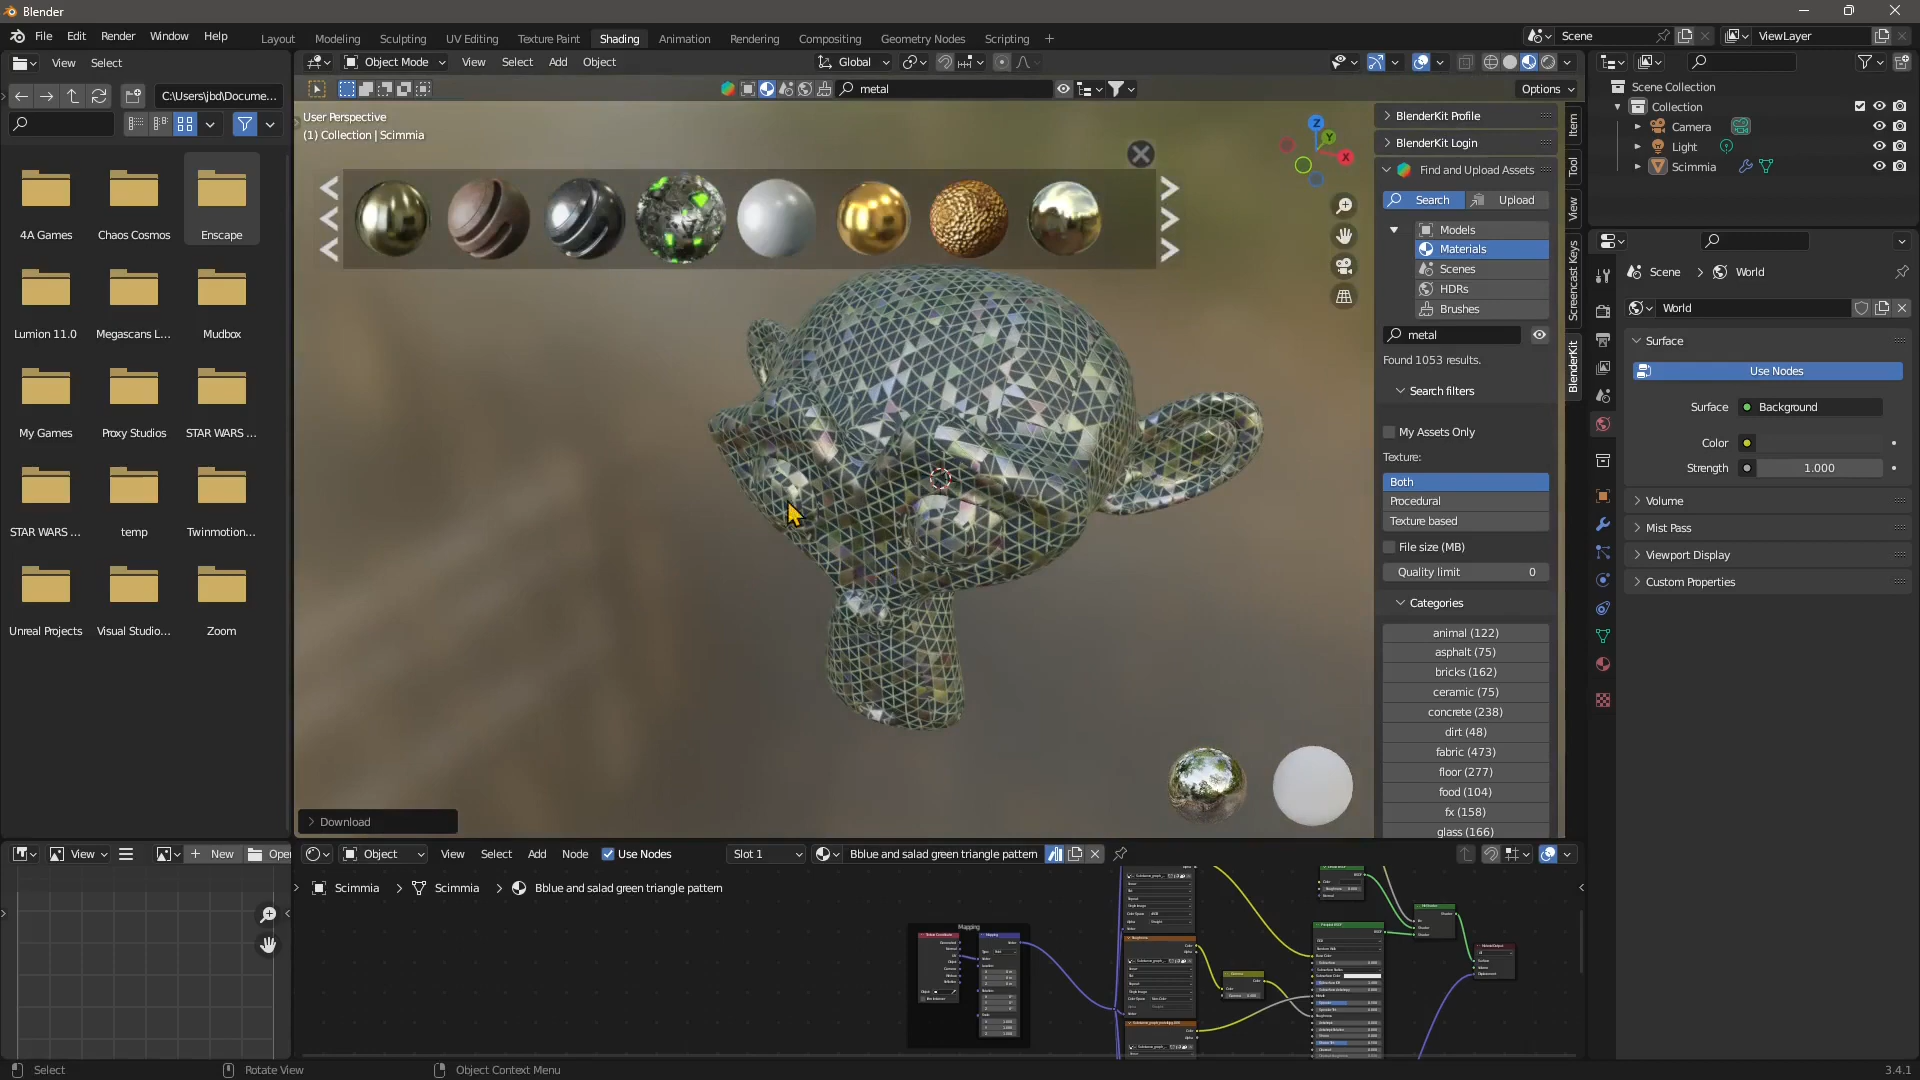 Blender
File Edit Render Window Help Layout Modeling Sculpting UV Editing Texture Paint Shading Animation Rendering Compositing Geometry Nodes Scripting + Scene ViewLayer
View Select
Object Mode View Select Add Object Global
C:\Users\jbd\Docume...
metal
Options
User Perspective
(1) Collection | Scimmia
4A Games
Chaos Cosmos
Enscape
Lumion 11.0
Megascans L...
Mudbox
My Games
Proxy Studios
STAR WARS ...
STAR WARS ...
temp
Twinmotion...
Unreal Projects
Visual Studio...
Zoom
Z
Y
X
BlenderKit Profile
BlenderKit Login
Find and Upload Assets
Search
Upload
Models
Materials
Scenes
HDRs
Brushes
metal
Found 1053 results.
Search filters
My Assets Only
Texture:
Both
Procedural
Texture based
File size (MB)
Quality limit 0
Categories
animal (122)
asphalt (75)
bricks (162)
ceramic (75)
concrete (238)
dirt (48)
fabric (473)
floor (277)
food (104)
fx (158)
glass (166)
Item
Tool
View
Screencast Keys
BlenderKit
Scene Collection
Collection
Camera
Light
Scimmia
Scene > World
World
Surface
Use Nodes
Surface Background
Color
Strength 1.000
Volume
Mist Pass
Viewport Display
Custom Properties
Download
View
New
Open
Object View Select Add Node Use Nodes Slot 1 Bblue and salad green triangle pattern
Scimmia > Scimmia > Bblue and salad green triangle pattern
Mapping
Select
Rotate View
Object Context Menu
3.4.1